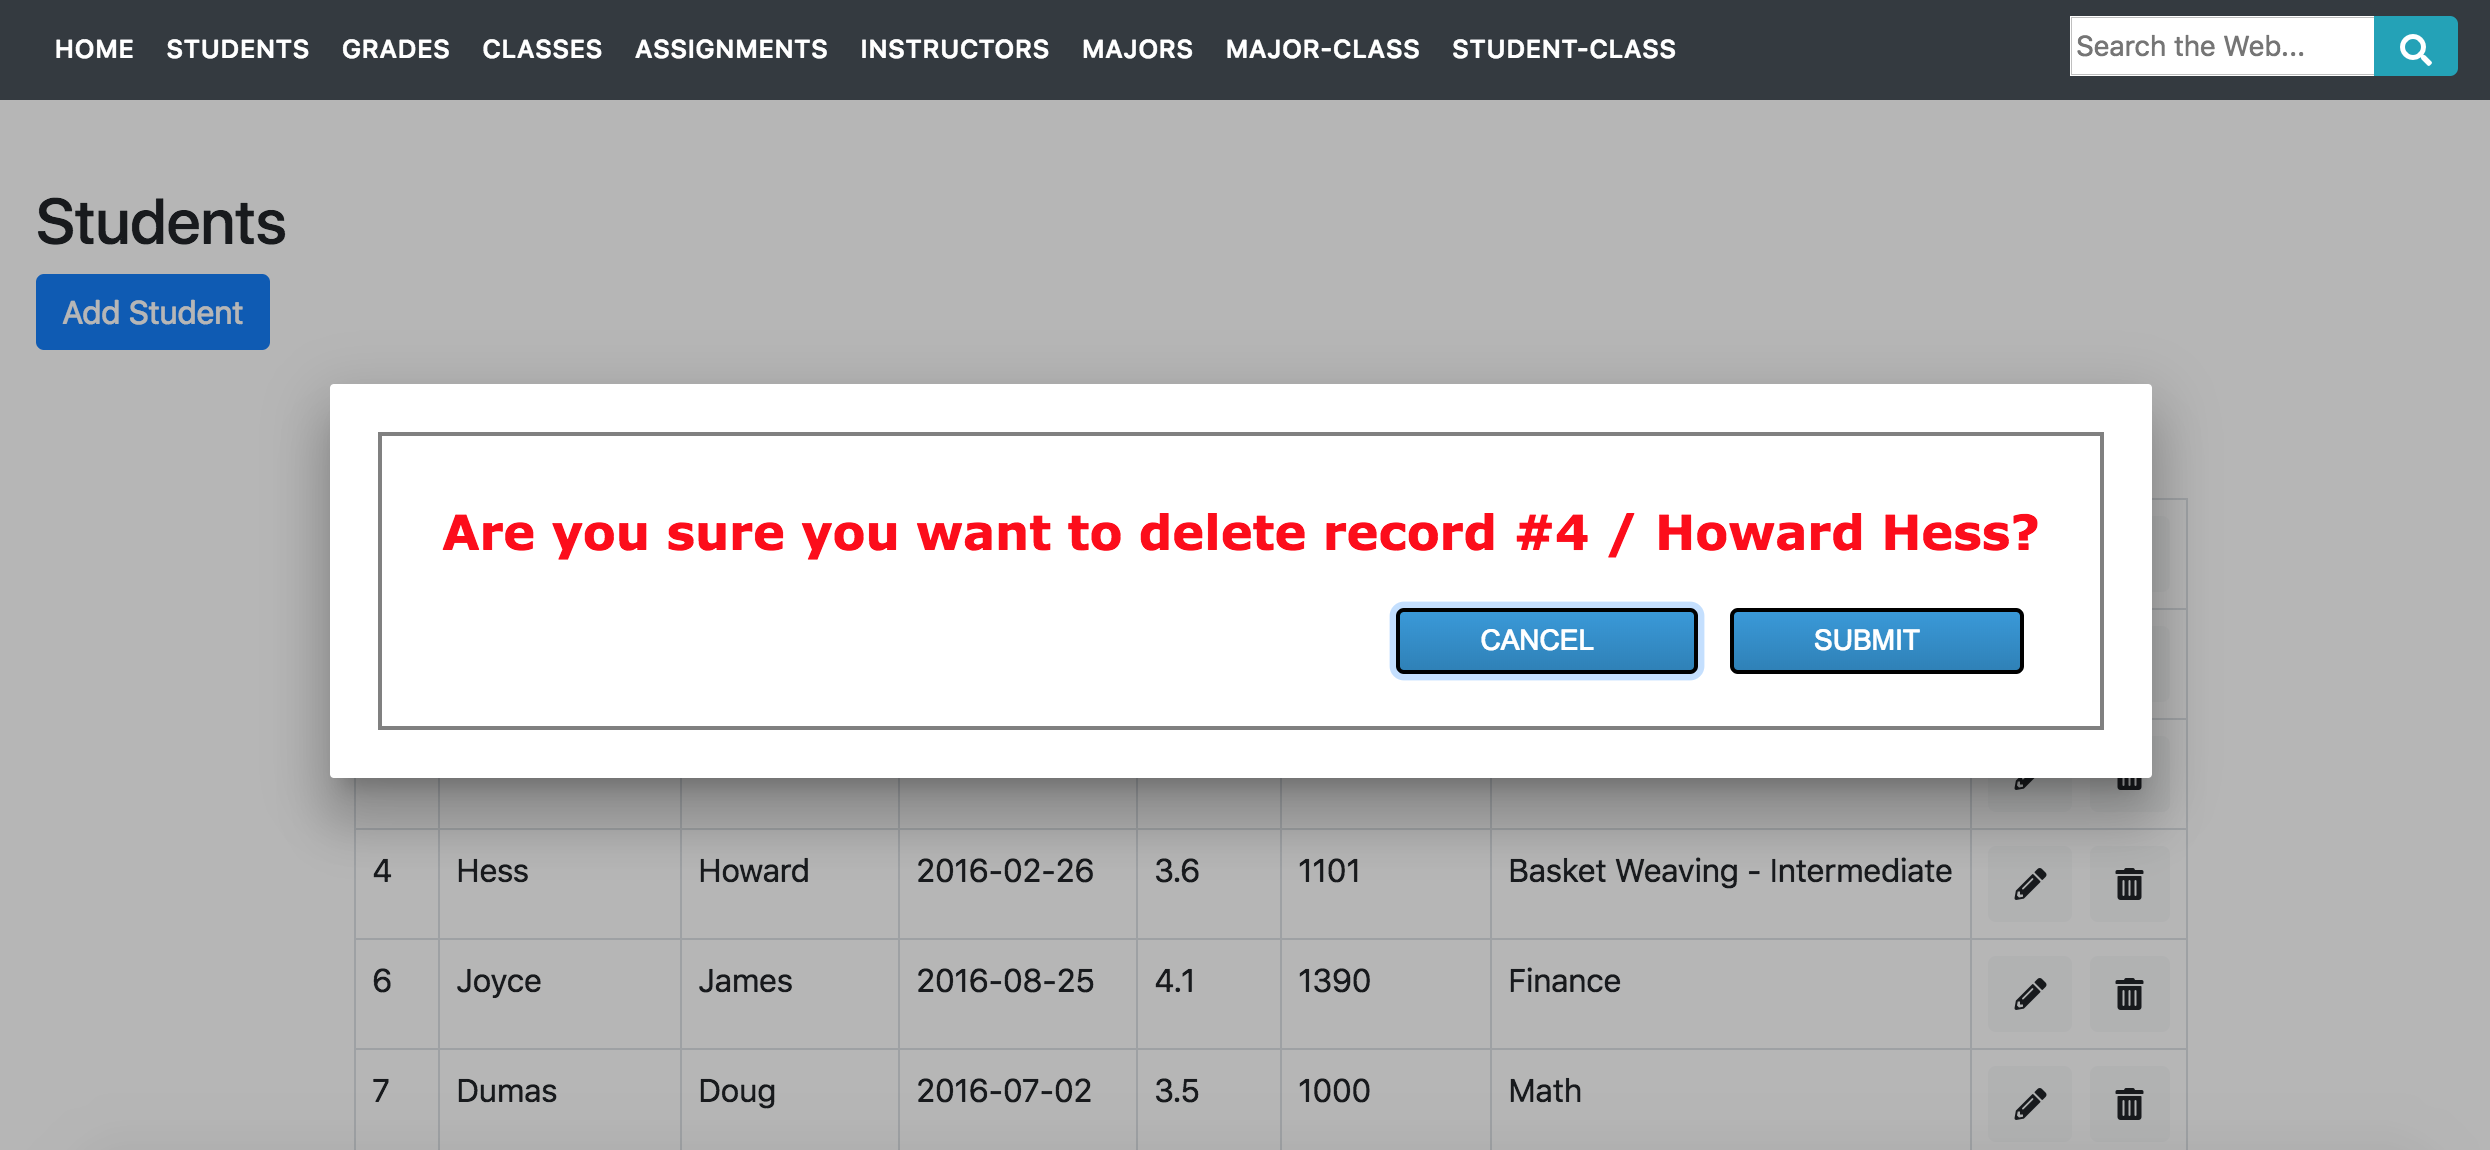 HOME STUDENTS GRADES CLASSES ASSIGNMENTS INSTRUCTORS MAJORS MAJOR-CLASS STUDENT-CLASS Search the Web...
Students
Add Student
Are you sure you want to delete record #4 / Howard Hess?
CANCEL SUBMIT
4 Hess Howard 2016-02-26 3.6 1101 Basket Weaving - Intermediate
6 Joyce James 2016-08-25 4.1 1390 Finance
7 Dumas Doug 2016-07-02 3.5 1000 Math